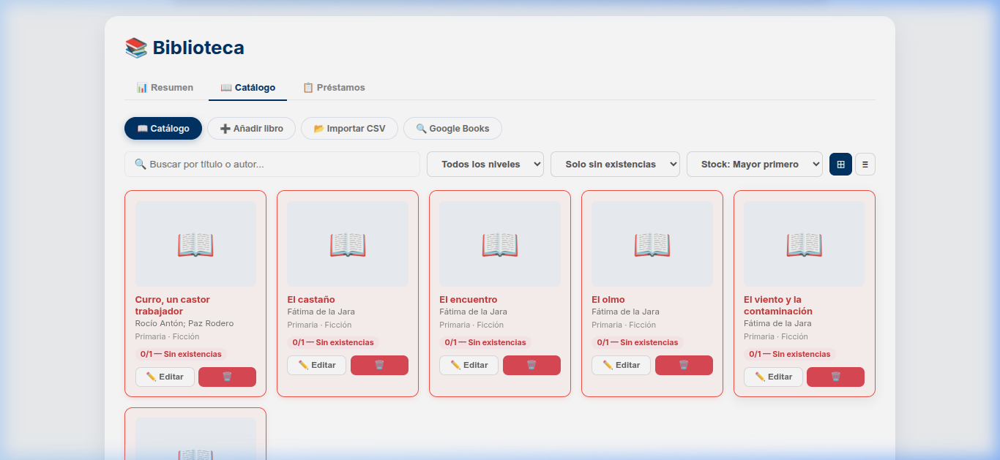 Biblioteca
Resumen
Catálogo
Préstamos
Catálogo
Añadir libro
Importar CSV
Google Books
Buscar por título o autor...
Todos los niveles
Solo sin existencias
Stock: Mayor primero
Curro, un castor
trabajador
Rocío Antón; Paz Rodero
Primaria · Ficción
0/1 — Sin existencias
Editar
El castaño
Fátima de la Jara
Primaria · Ficción
0/1 — Sin existencias
Editar
El encuentro
Fátima de la Jara
Primaria · Ficción
0/1 — Sin existencias
Editar
El olmo
Fátima de la Jara
Primaria · Ficción
0/1 — Sin existencias
Editar
El viento y la
contaminación
Fátima de la Jara
Primaria · Ficción
0/1 — Sin existencias
Editar